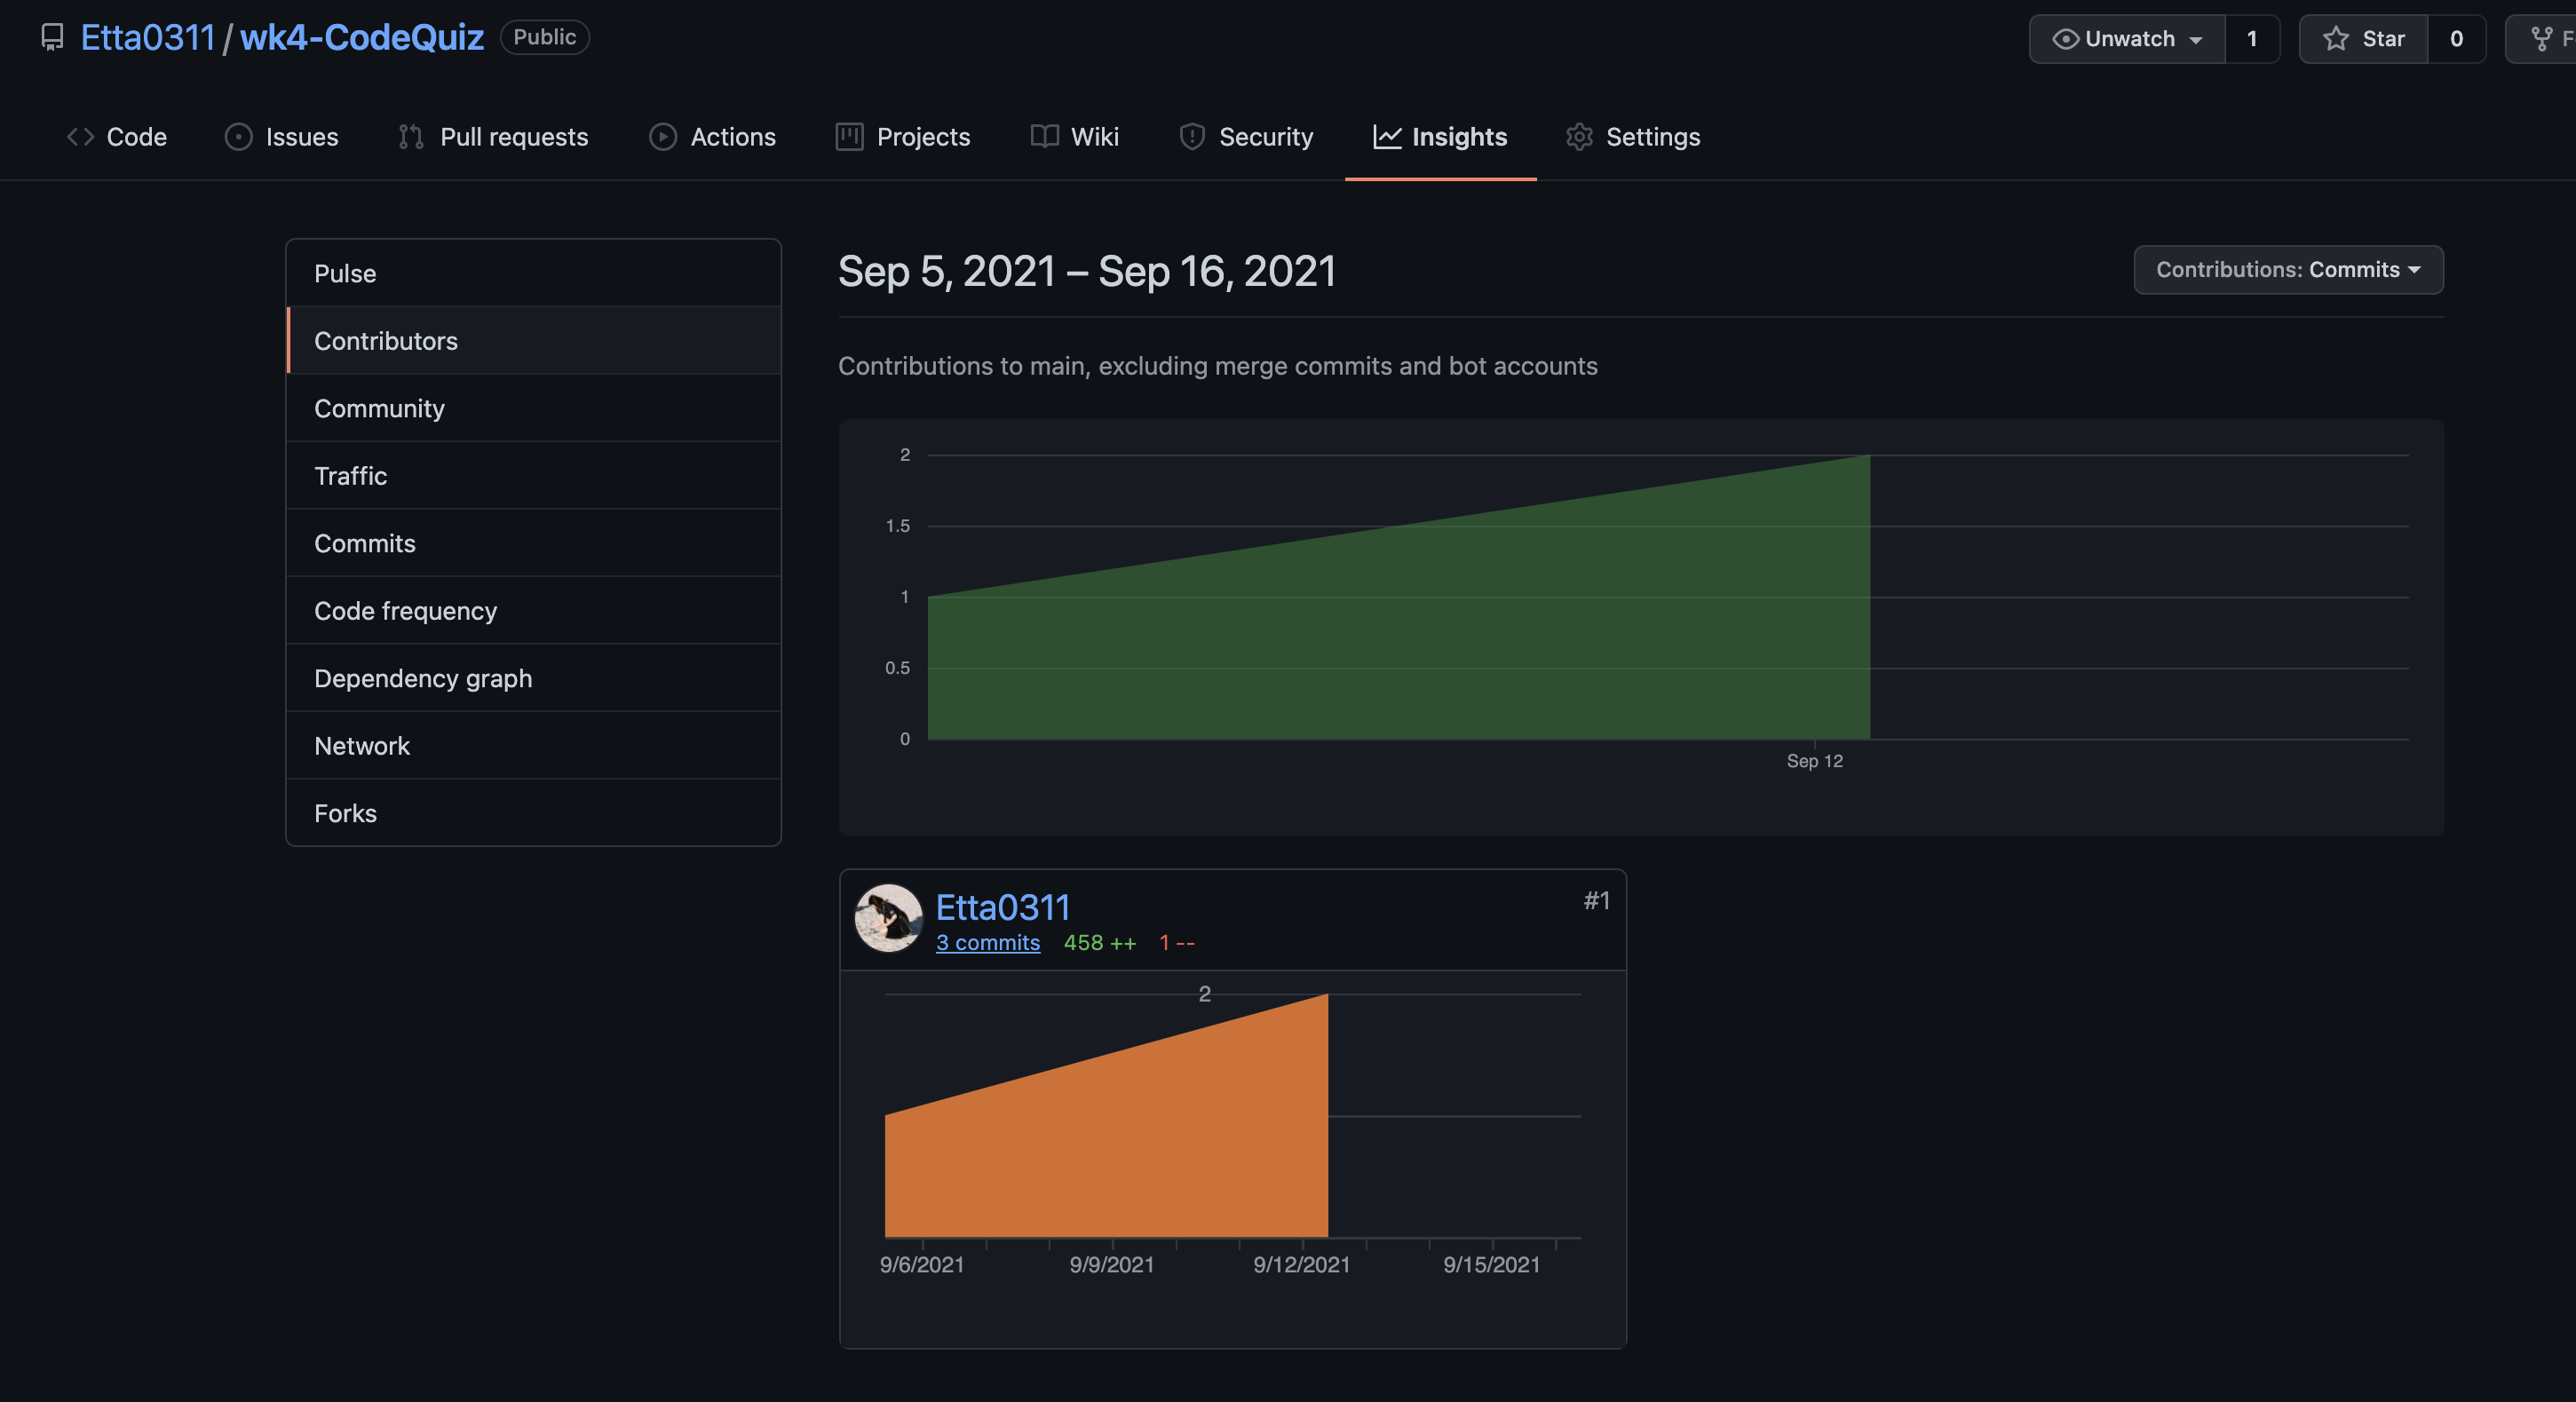 Etta0311 / wk4-CodeQuiz Public
Unwatch 1 Star 0
Code Issues Pull requests Actions Projects Wiki Security Insights Settings
Pulse
Contributors
Community
Traffic
Commits
Code frequency
Dependency graph
Network
Forks
Sep 5, 2021 – Sep 16, 2021
Contributions: Commits
Contributions to main, excluding merge commits and bot accounts
2
1.5
1
0.5
0
Sep 12
Etta0311 #1
3 commits 458 ++ 1 --
2
9/6/2021 9/9/2021 9/12/2021 9/15/2021